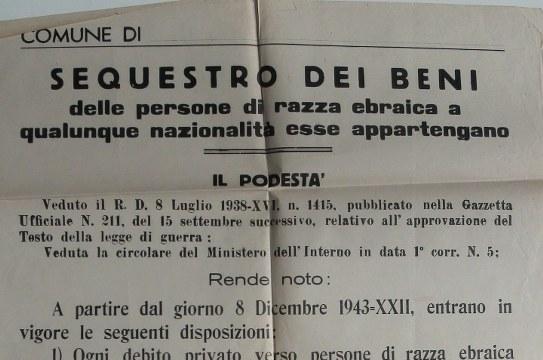 COMUNE DI
SEQUESTRO DEI BENI
delle persone di razza ebraica a
qualunque nazionalità esse appartengano
IL PODESTA'
Veduto il R. D. 8 Luglio 1938-XVI, n. 1415, pubblicato nella Gazzetta
Ufficiale N. 211, del 15 settembre successivo, relativo all'approvazione del
Testo della legge di guerra:
Veduta la circolare del Ministero dell'Interno in data 1° corr. N. 5;
Rende noto:
A partire dal giorno 8 Dicembre 1943-XXII, entrano in
vigore le seguenti disposizioni:
1) Ogni debito privato verso persone di razza ebraica